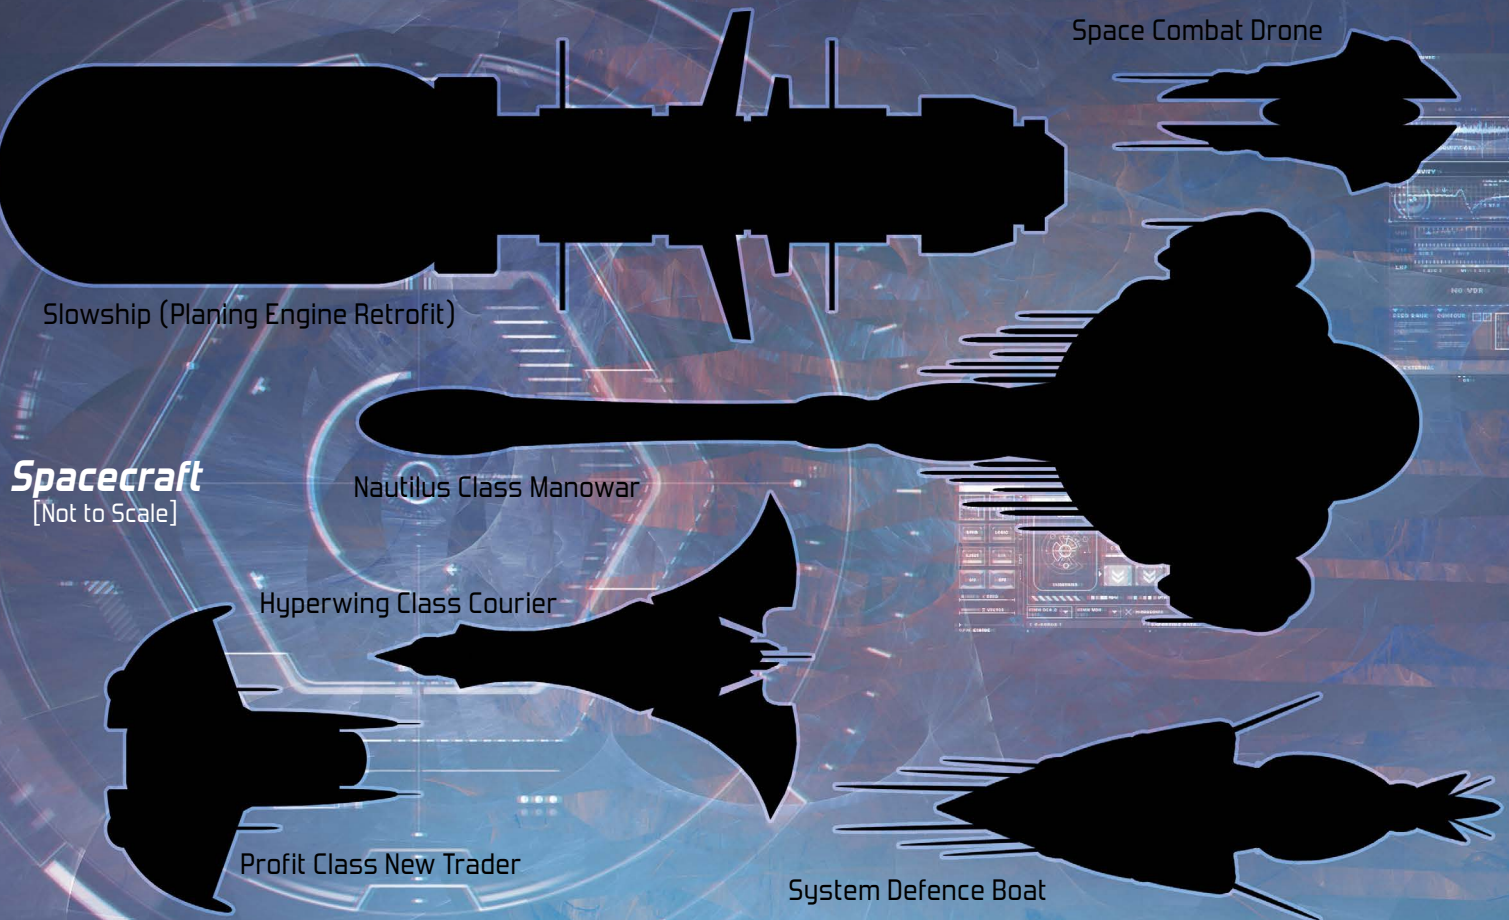 Space Combat Drone
Slowship (Planing Engine Retrofit)
Spacecraft
[Not to Scale]
Nautilus Class Manowar
Hyperwing Class Courier
Profit Class New Trader
System Defence Boat